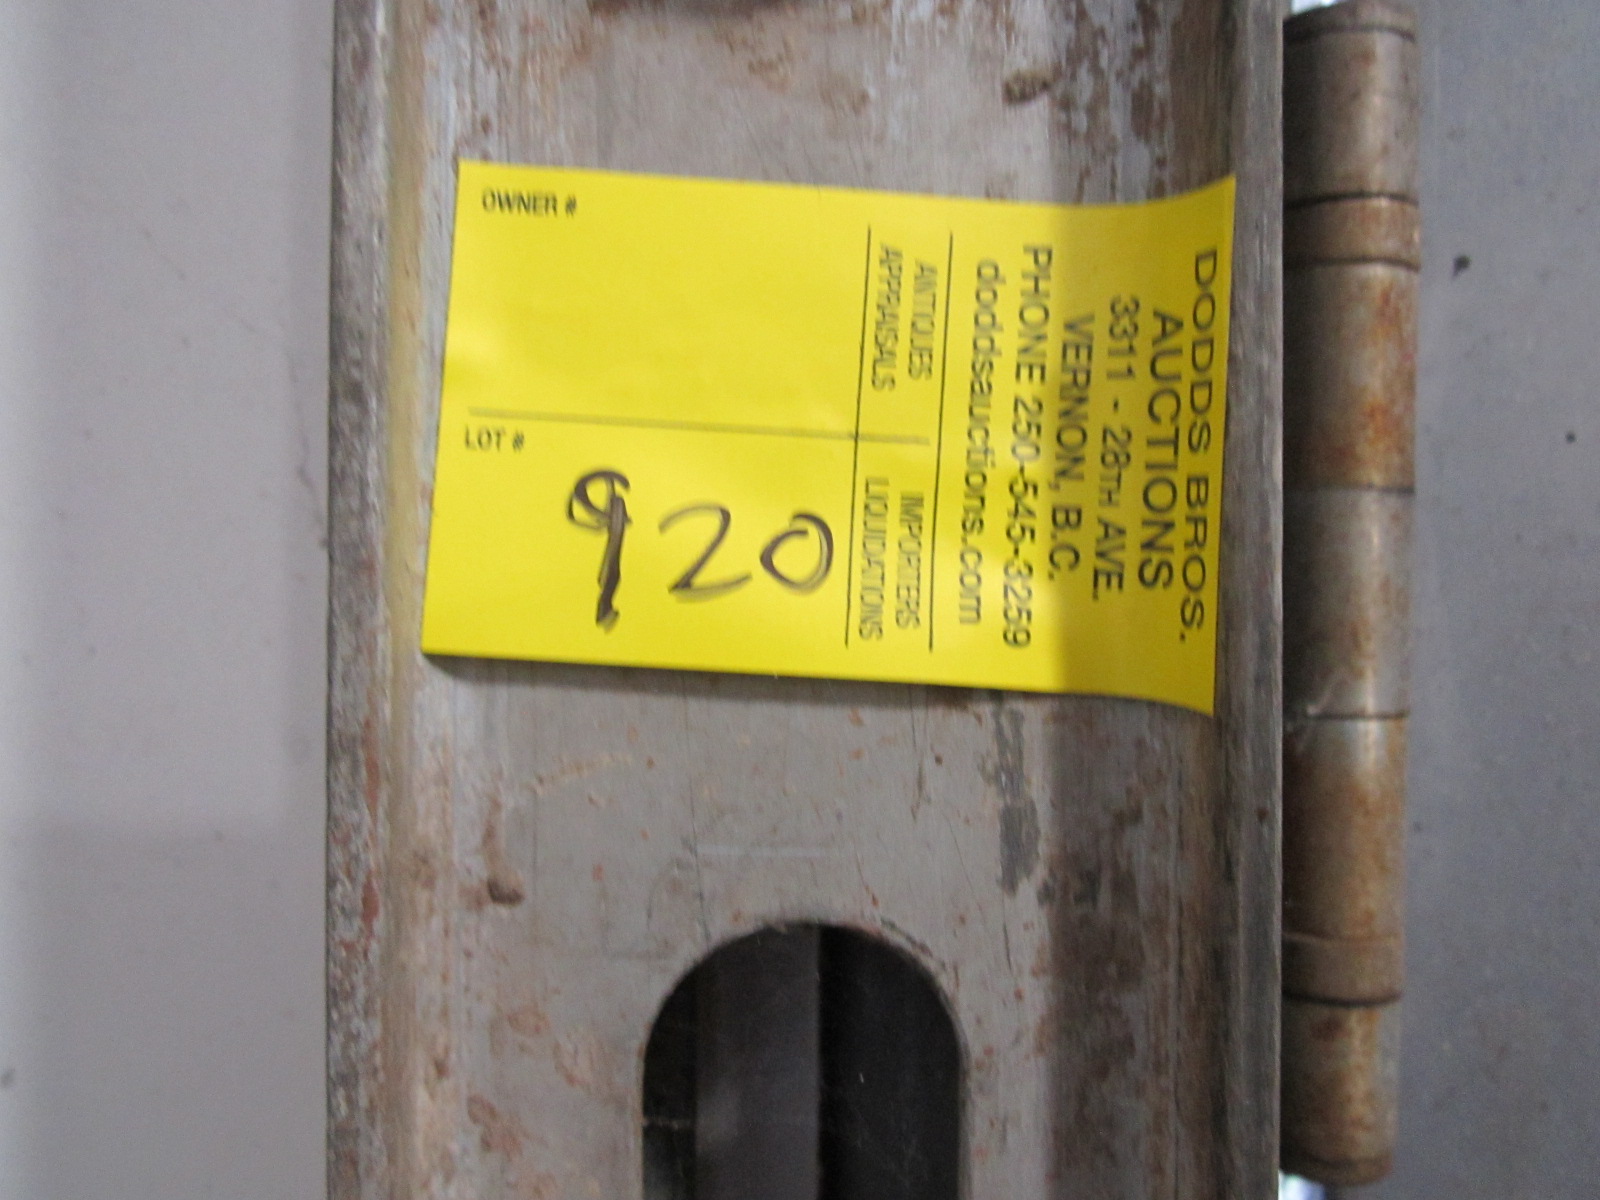 DODDS BROS.
AUCTIONS
3311 - 28TH AVE.
VERNON, B.C.
PHONE 250-545-3259
doddsauctions.com
ANTIQUES IMPORTERS
APPRAISALS LIQUIDATIONS
OWNER #
LOT #
920